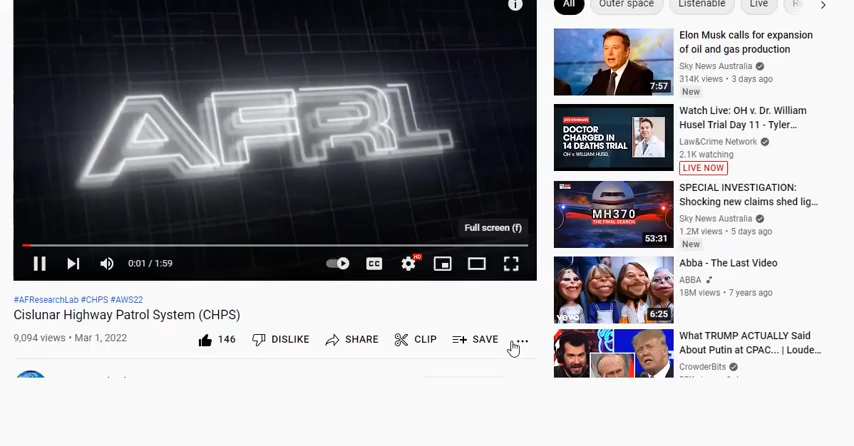 AFRL
Full screen (f)
0:01 / 1:59
CC
HD
#AFResearchLab #CHPS #AWS22
Cislunar Highway Patrol System (CHPS)
9,094 views • Mar 1, 2022
146
DISLIKE
SHARE
CLIP
SAVE
All
Outer space
Listenable
Live
7:57
Elon Musk calls for expansion
of oil and gas production
Sky News Australia
314K views • 3 days ago
New
DOCTOR
CHARGED IN
14 DEATHS TRIAL
OH v. WILLIAM HUSEL
Watch Live: OH v. Dr. William
Husel Trial Day 11 - Tyler…
Law&Crime Network
2.1K watching
LIVE NOW
MH370
THE FINAL SEARCH
53:31
SPECIAL INVESTIGATION:
Shocking new claims shed lig…
Sky News Australia
1.2M views • 5 days ago
New
vevo
6:25
Abba - The Last Video
ABBA
18M views • 7 years ago
What TRUMP ACTUALLY Said
About Putin at CPAC... | Loude…
CrowderBits